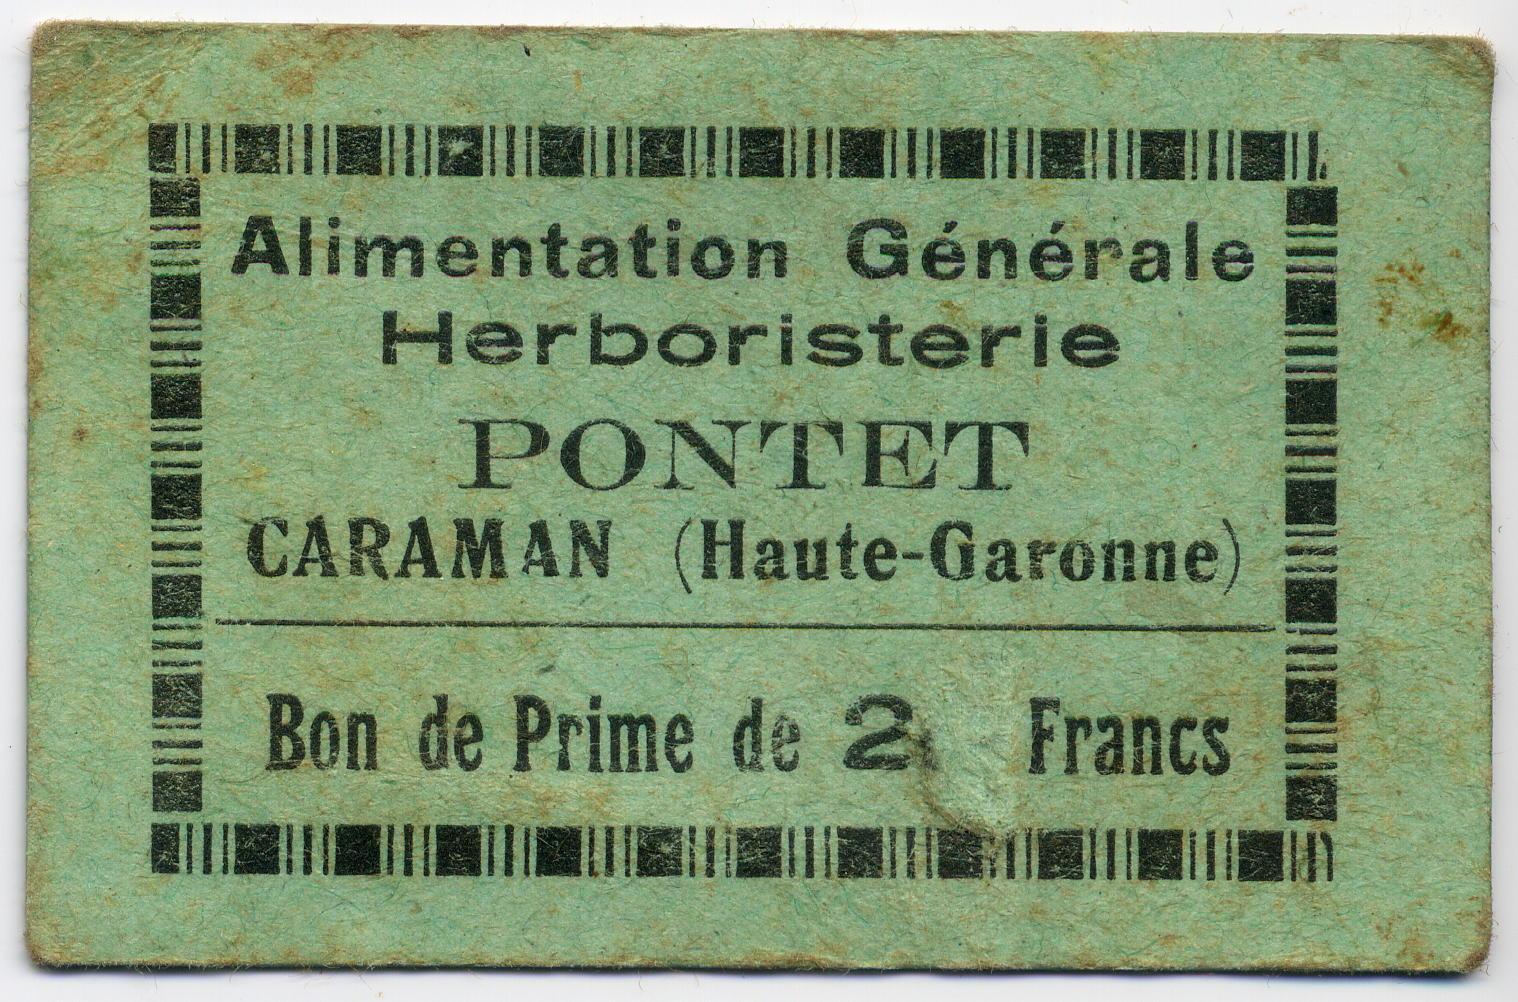 Alimentation Générale
Herboristerie
PONTET
CARAMAN (Haute-Garonne)
Bon de Prime de 2 Francs